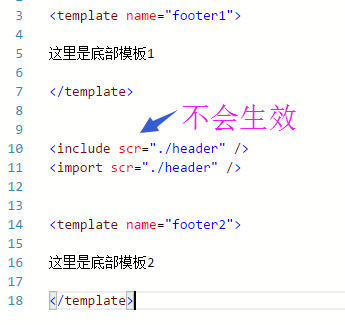 3 <template name="footer1">
4
5 这里是底部模板1
6
7 </template>
8
9 不会生效
10 <include scr="./header" />
11 <import scr="./header" />
12
13
14 <template name="footer2">
15
16 这里是底部模板2
17
18 </template>